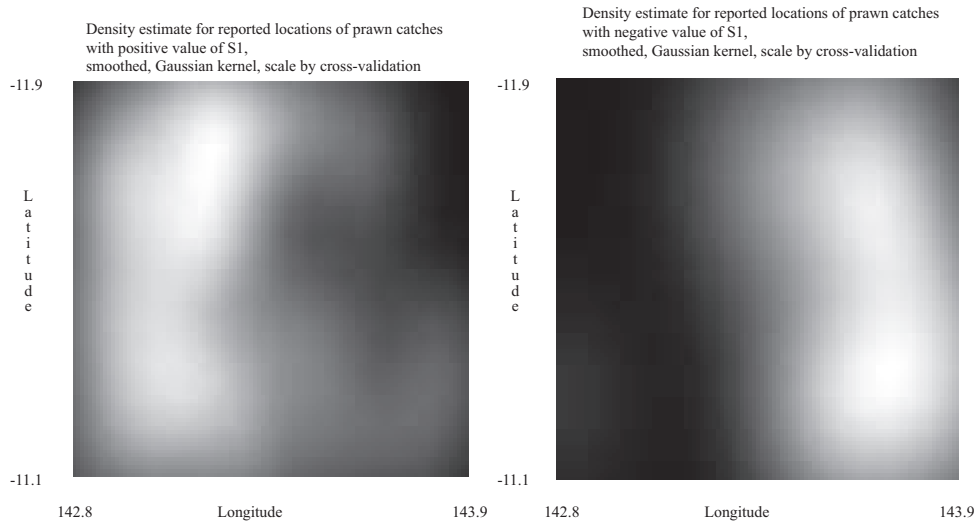 Density estimate for reported locations of prawn catches
with positive value of S1,
smoothed, Gaussian kernel, scale by cross-validation
-11.9
Latitude
-11.1
142.8 Longitude 143.9
Density estimate for reported locations of prawn catches
with negative value of S1,
smoothed, Gaussian kernel, scale by cross-validation
-11.9
Latitude
-11.1
142.8 Longitude 143.9